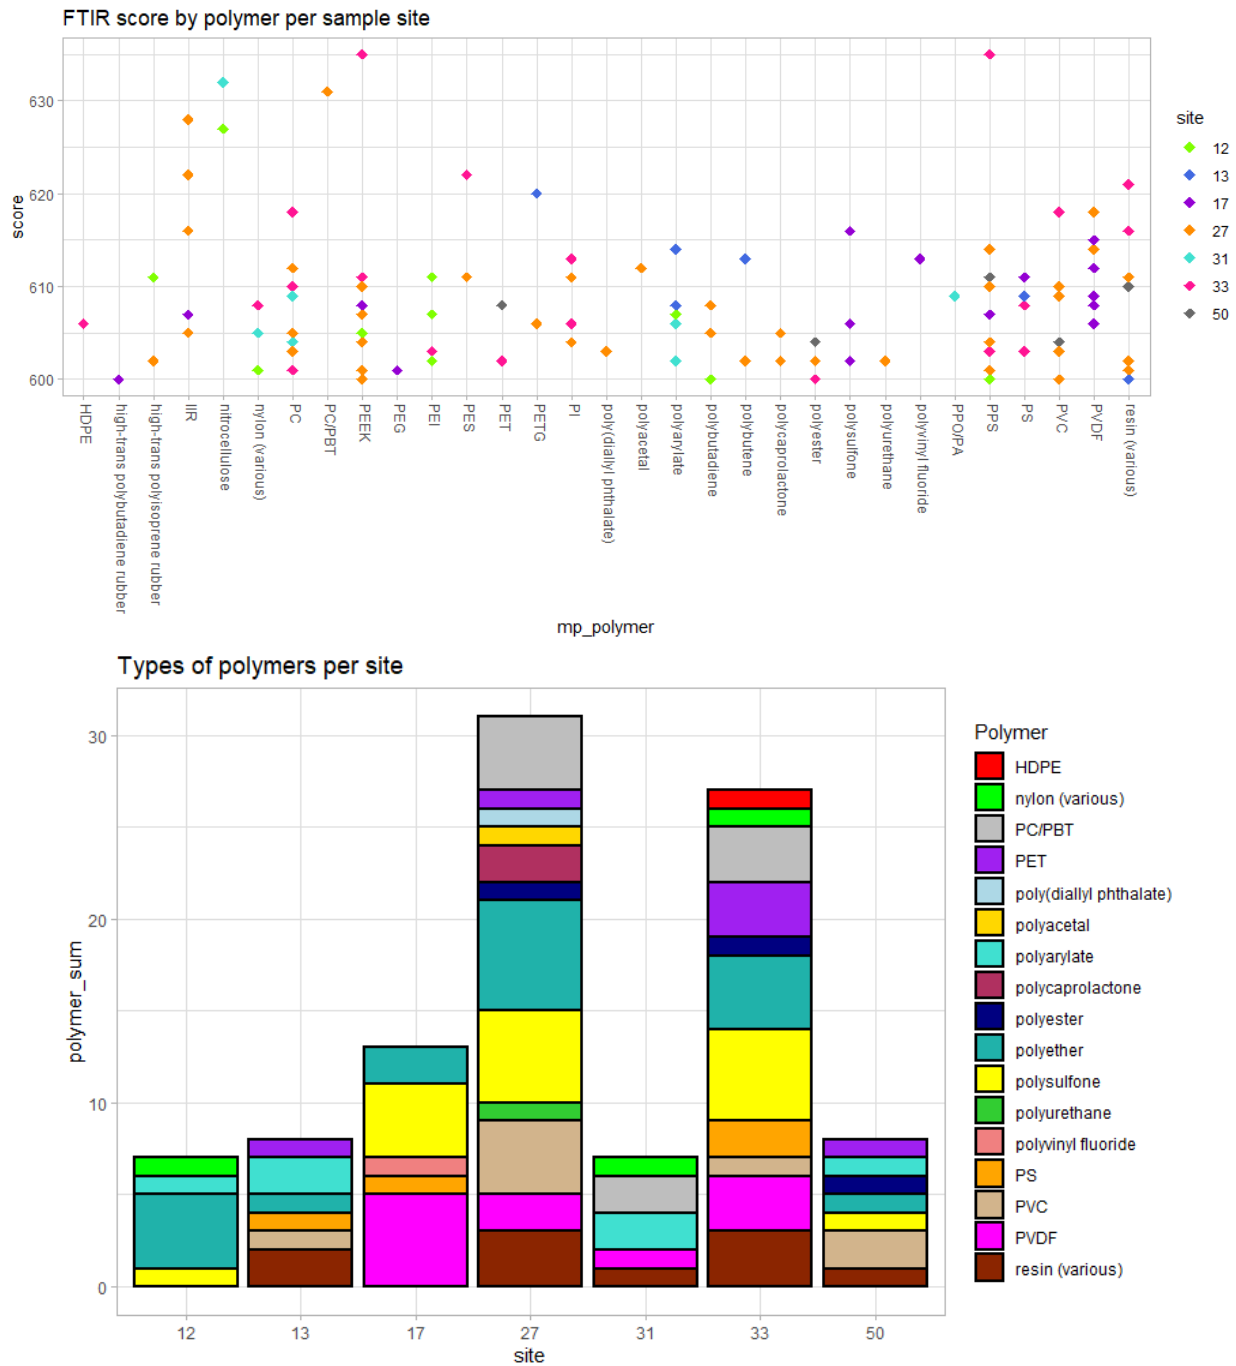 FTIR score by polymer per sample site
score
630
620
610
600
HDPE
high-trans polybutadiene rubber
high-trans polyisoprene rubber
IIR
nitrocellulose
nylon (various)
PC
PC/PBT
PEEK
PEG
PEI
PES
PET
PETG
PI
poly(diallyl phthalate)
polyacetal
polyarylate
polybutadiene
polybutene
polycaprolactone
polyester
polysulfone
polyurethane
polyvinyl fluoride
PPO/PA
PPS
PS
PVC
PVDF
resin (various)
mp_polymer
site
12
13
17
27
31
33
50
Types of polymers per site
polymer_sum
30
20
10
0
12
13
17
27
31
33
50
site
Polymer
HDPE
nylon (various)
PC/PBT
PET
poly(diallyl phthalate)
polyacetal
polyarylate
polycaprolactone
polyester
polyether
polysulfone
polyurethane
polyvinyl fluoride
PS
PVC
PVDF
resin (various)